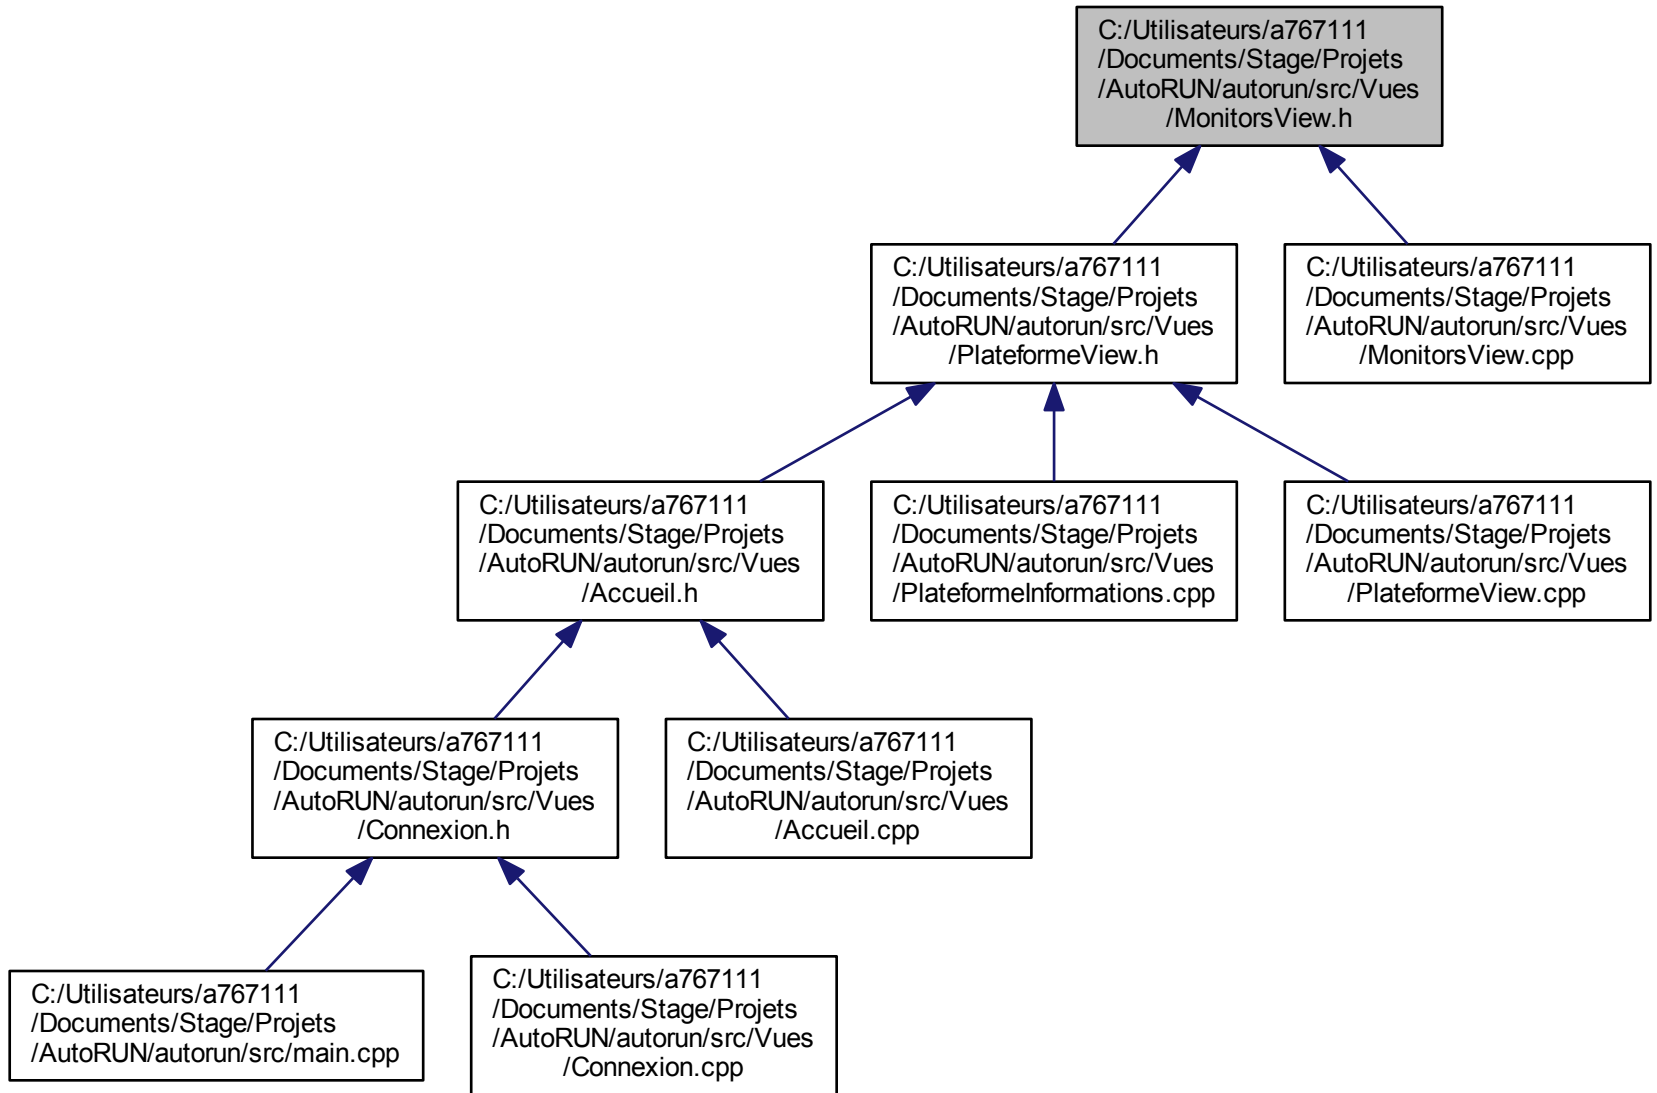 C:/Utilisateurs/a767111
/Documents/Stage/Projets
/AutoRUN/autorun/src/Vues
/MonitorsView.h
C:/Utilisateurs/a767111
/Documents/Stage/Projets
/AutoRUN/autorun/src/Vues
/PlateformeView.h
C:/Utilisateurs/a767111
/Documents/Stage/Projets
/AutoRUN/autorun/src/Vues
/MonitorsView.cpp
C:/Utilisateurs/a767111
/Documents/Stage/Projets
/AutoRUN/autorun/src/Vues
/Accueil.h
C:/Utilisateurs/a767111
/Documents/Stage/Projets
/AutoRUN/autorun/src/Vues
/PlateformeInformations.cpp
C:/Utilisateurs/a767111
/Documents/Stage/Projets
/AutoRUN/autorun/src/Vues
/PlateformeView.cpp
C:/Utilisateurs/a767111
/Documents/Stage/Projets
/AutoRUN/autorun/src/Vues
/Connexion.h
C:/Utilisateurs/a767111
/Documents/Stage/Projets
/AutoRUN/autorun/src/Vues
/Accueil.cpp
C:/Utilisateurs/a767111
/Documents/Stage/Projets
/AutoRUN/autorun/src/main.cpp
C:/Utilisateurs/a767111
/Documents/Stage/Projets
/AutoRUN/autorun/src/Vues
/Connexion.cpp